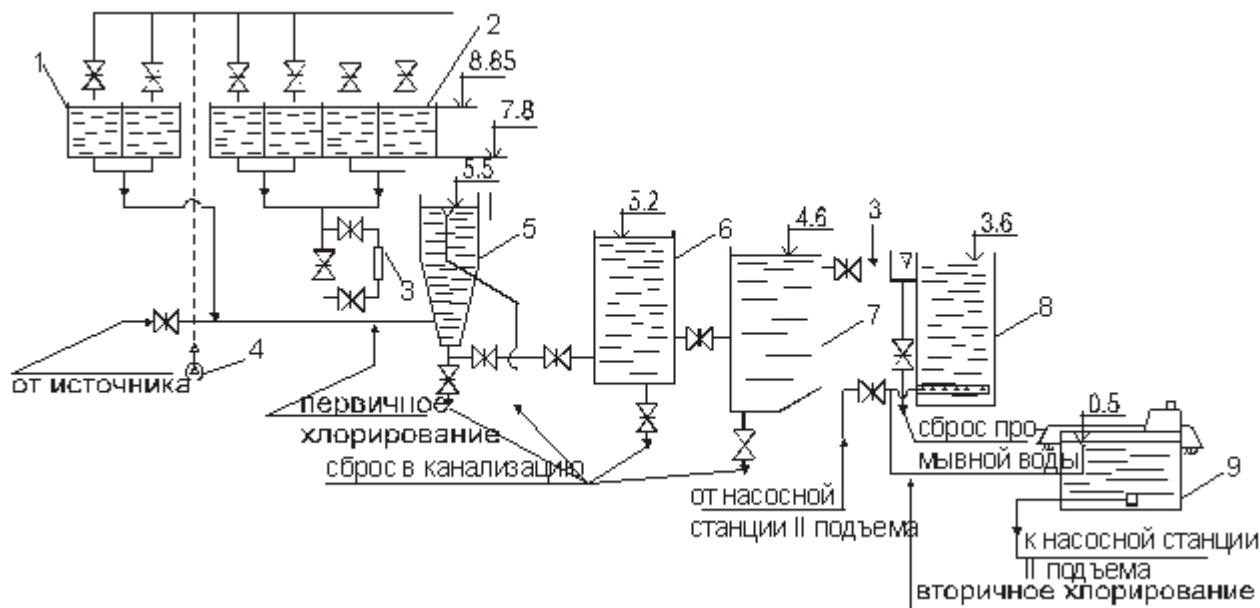 1
2
8.85
7.8
5.5
5
3
5.2
6
4.6
3
3.6
7
8
4
от источника
первичное
хлорирование
сброс в канализацию
от насосной
станции II подъема
сброс про
мывной воды
0.5
9
к насосной станции
II подъема
вторичное хлорирование